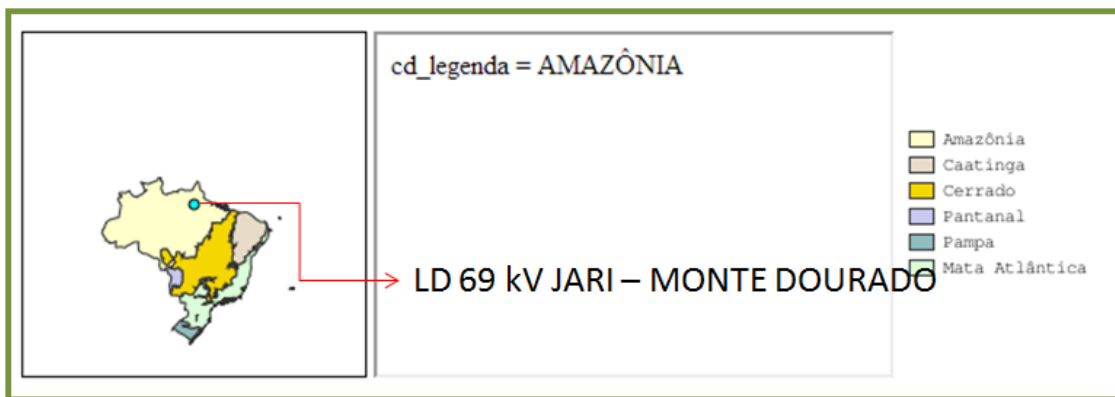 cd_legenda = AMAZÔNIA
Amazônia
Caatinga
Cerrado
Pantanal
Pampa
Mata Atlântica
LD 69 kV JARI – MONTE DOURADO